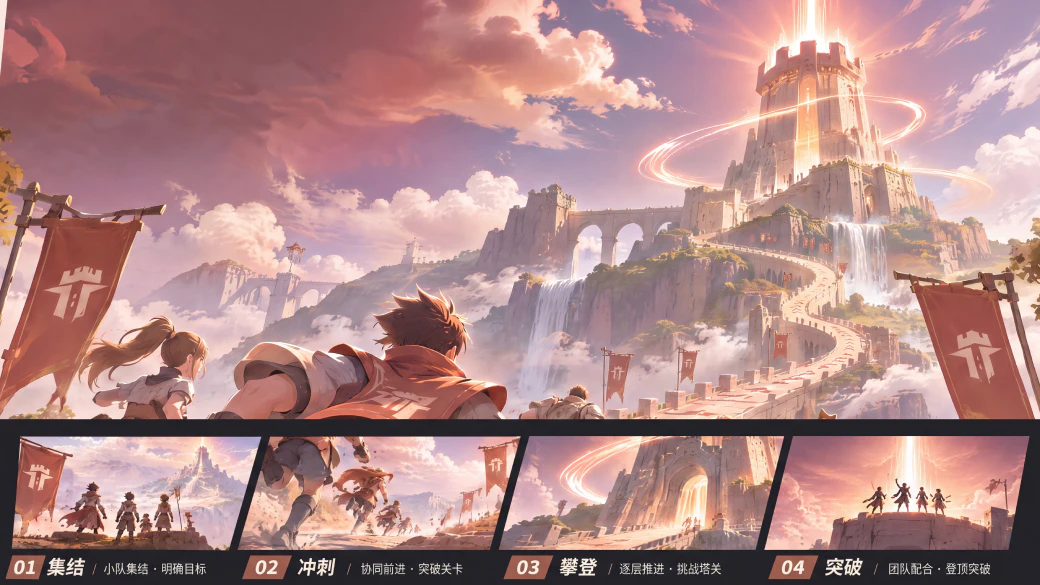 01 集结 / 小队集结 · 明确目标
02 冲刺 / 协同前进 · 突破关卡
03 攀登 / 逐层推进 · 挑战塔关
04 突破 / 团队配合 · 登顶突破